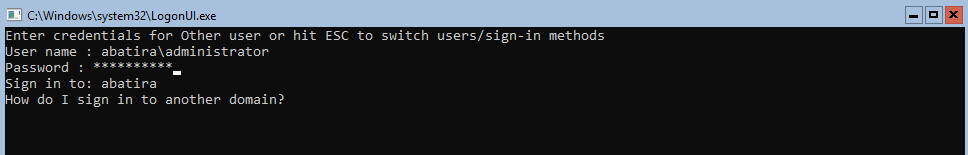 C:\Windows\system32\LogonUI.exe
Enter credentials for Other user or hit ESC to switch users/sign-in methods
User name : abatira\administrator
Password : **********
Sign in to: abatira
How do I sign in to another domain?